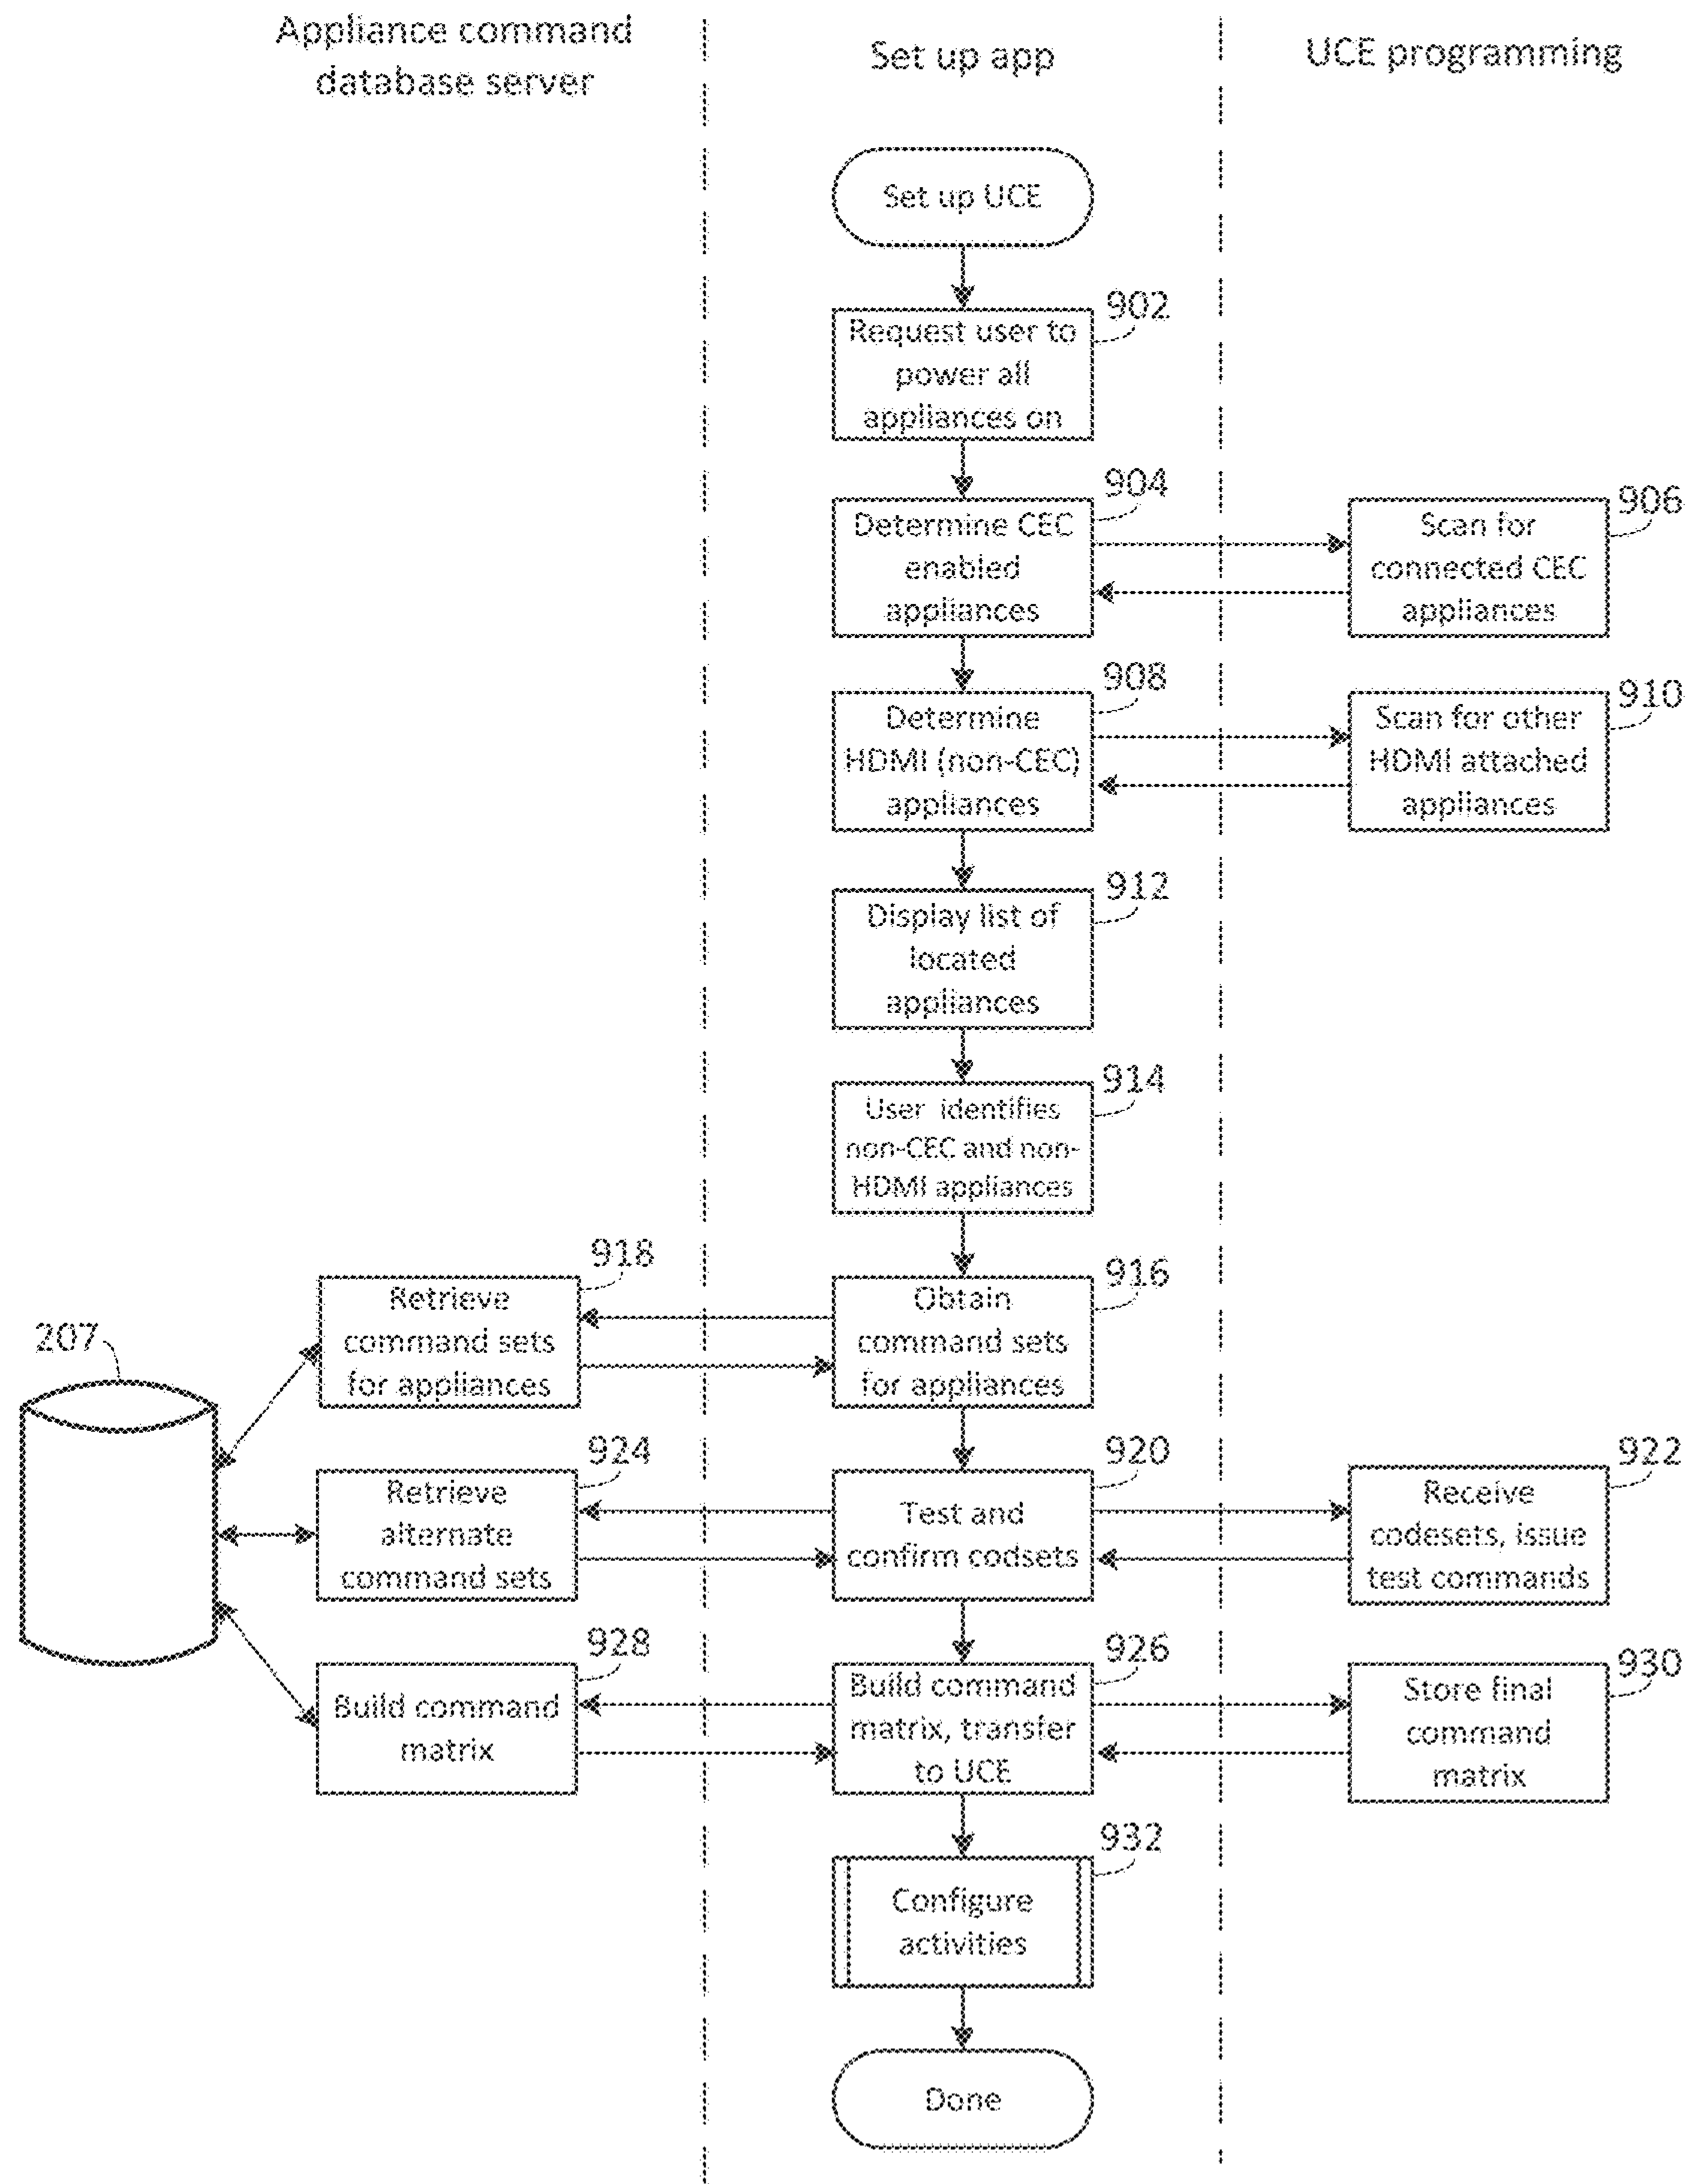 Appliance command
database server
Set up app
UCE programming
Set up UCE
902
Request user to
power all
appliances on
904
Determine CEC
enabled
appliances
906
Scan for
connected CEC
appliances
908
Determine
HDMI (non-CEC)
appliances
910
Scan for other
HDMI attached
appliances
912
Display list of
located
appliances
914
User identifies
non-CEC and non-
HDMI appliances
918
Retrieve
command sets
for appliances
916
Obtain
command sets
for appliances
207
924
Retrieve
alternate
command sets
920
Test and
confirm codsets
922
Receive
codesets, issue
test commands
928
Build command
matrix
926
Build command
matrix, transfer
to UCE
930
Store final
command
matrix
932
Configure
activities
Done